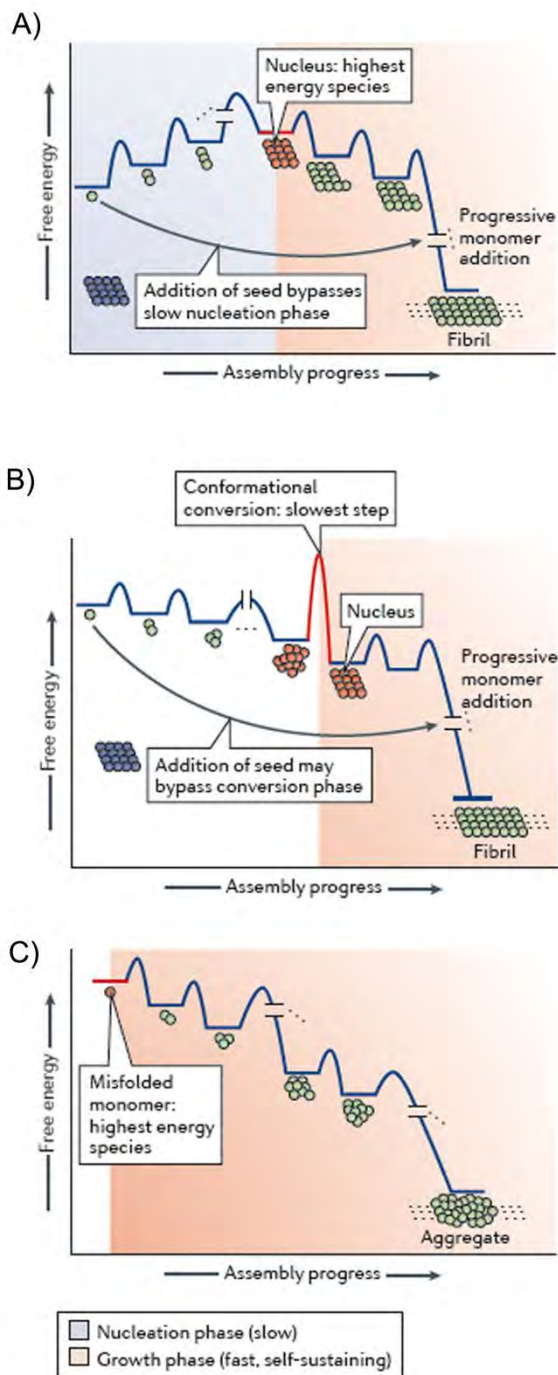 A)
Free energy
Nucleus: highest
energy species
Progressive
monomer
addition
Addition of seed bypasses
slow nucleation phase
Fibril
Assembly progress
B)
Conformational
conversion: slowest step
Free energy
Nucleus
Progressive
monomer
addition
Addition of seed may
bypass conversion phase
Fibril
Assembly progress
C)
Free energy
Misfolded
monomer:
highest energy
species
Aggregate
Assembly progress
Nucleation phase (slow)
Growth phase (fast, self-sustaining)